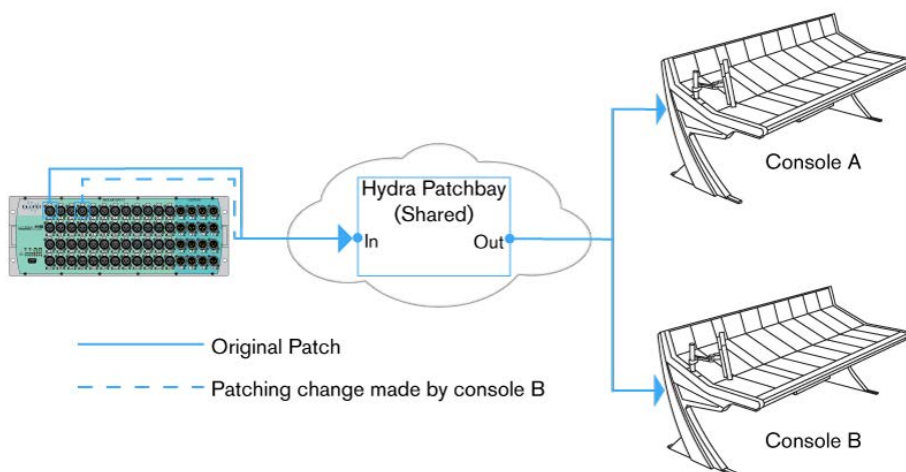 Hydra Patchbay
(Shared)
In
Out
Console A
Original Patch
Patching change made by console B
Console B